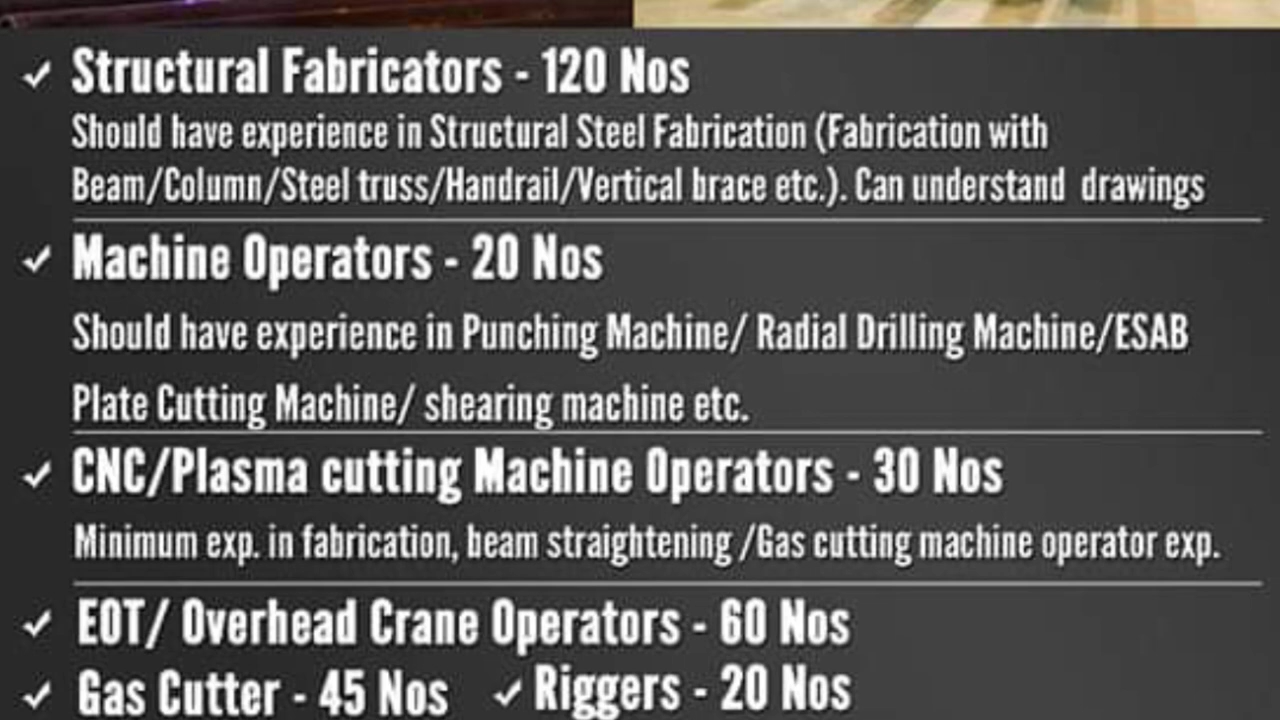 ✓ Structural Fabricators - 120 Nos
Should have experience in Structural Steel Fabrication (Fabrication with
Beam/Column/Steel truss/Handrail/Vertical brace etc.). Can understand drawings
✓ Machine Operators - 20 Nos
Should have experience in Punching Machine/ Radial Drilling Machine/ESAB
Plate Cutting Machine/ shearing machine etc.
✓ CNC/Plasma cutting Machine Operators - 30 Nos
Minimum exp. in fabrication, beam straightening /Gas cutting machine operator exp.
✓ EOT/ Overhead Crane Operators - 60 Nos
✓ Gas Cutter - 45 Nos ✓ Riggers - 20 Nos